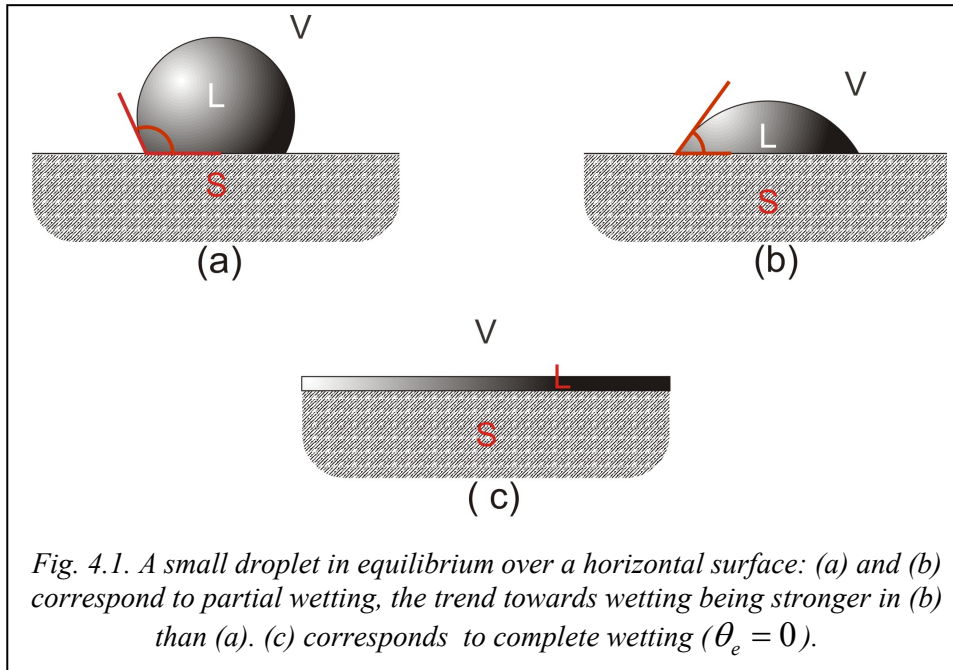 V
L
S
(a)
V
L
S
(b)
V
L
S
( c)
Fig. 4.1. A small droplet in equilibrium over a horizontal surface: (a) and (b)
correspond to partial wetting, the trend towards wetting being stronger in (b)
than (a). (c) corresponds to complete wetting (θₑ = 0).